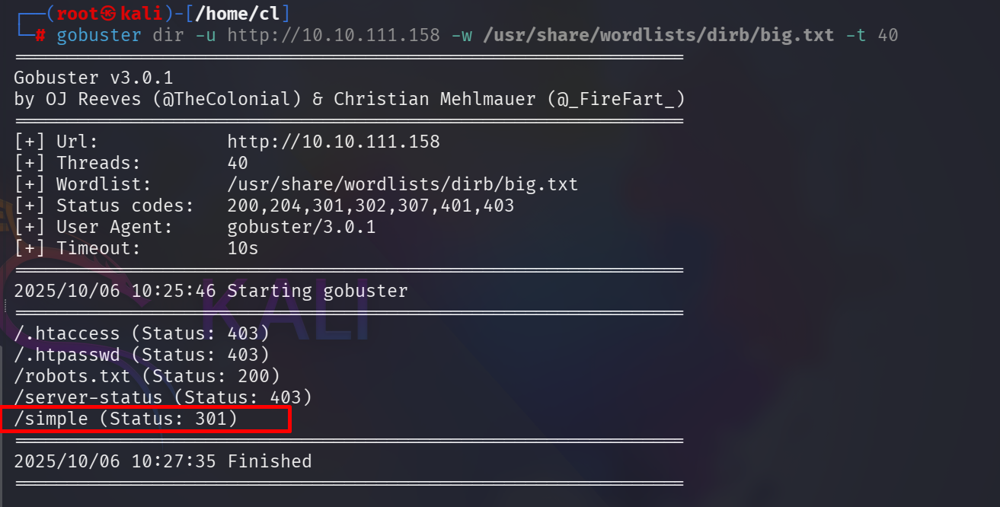 ┌──(root㉿kali)-[/home/cl]
└─# gobuster dir -u http://10.10.111.158 -w /usr/share/wordlists/dirb/big.txt -t 40
===============================================================
Gobuster v3.0.1
by OJ Reeves (@TheColonial) & Christian Mehlmauer (@_FireFart_)
===============================================================
[+] Url:            http://10.10.111.158
[+] Threads:        40
[+] Wordlist:       /usr/share/wordlists/dirb/big.txt
[+] Status codes:   200,204,301,302,307,401,403
[+] User Agent:     gobuster/3.0.1
[+] Timeout:        10s
===============================================================
2025/10/06 10:25:46 Starting gobuster
===============================================================
KALI
/.htaccess (Status: 403)
/.htpasswd (Status: 403)
/robots.txt (Status: 200)
/server-status (Status: 403)
/simple (Status: 301)
===============================================================
2025/10/06 10:27:35 Finished
===============================================================